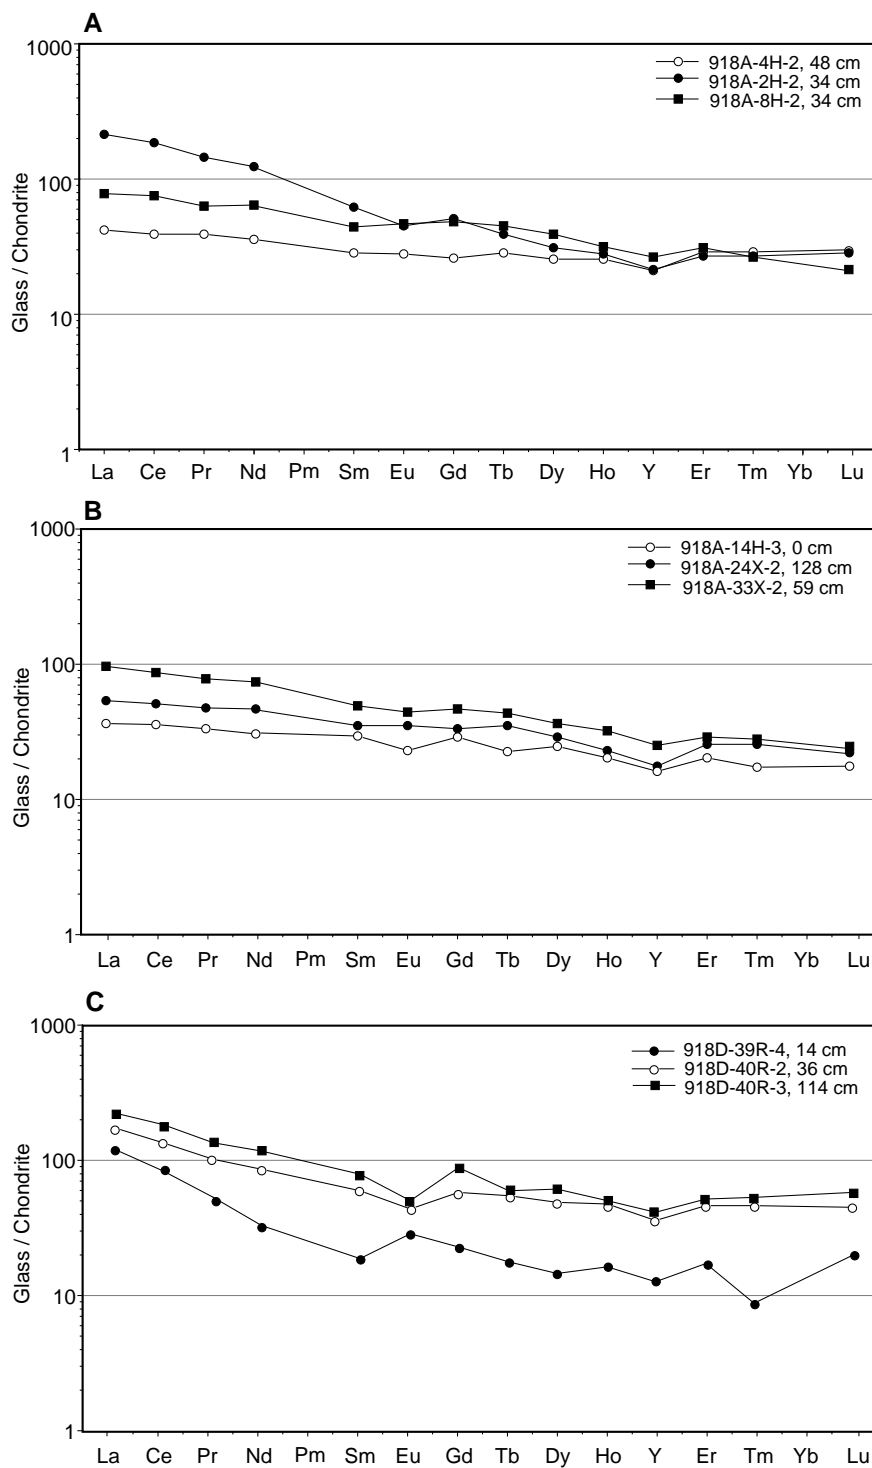 A
1000
918A-4H-2, 48 cm
918A-2H-2, 34 cm
918A-8H-2, 34 cm
100
Glass / Chondrite
10
1
La Ce Pr Nd Pm Sm Eu Gd Tb Dy Ho Y Er Tm Yb Lu
B
1000
918A-14H-3, 0 cm
918A-24X-2, 128 cm
918A-33X-2, 59 cm
100
Glass / Chondrite
10
1
La Ce Pr Nd Pm Sm Eu Gd Tb Dy Ho Y Er Tm Yb Lu
C
1000
918D-39R-4, 14 cm
918D-40R-2, 36 cm
918D-40R-3, 114 cm
100
Glass / Chondrite
10
1
La Ce Pr Nd Pm Sm Eu Gd Tb Dy Ho Y Er Tm Yb Lu